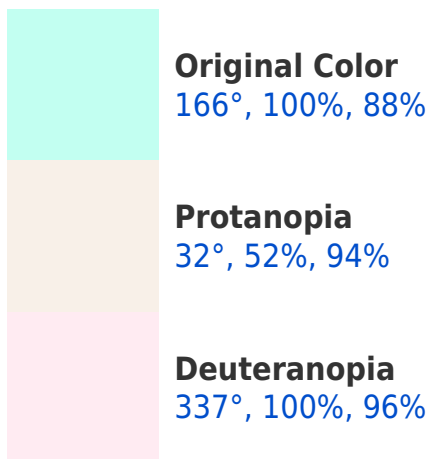 Original Color
166°, 100%, 88%
Protanopia
32°, 52%, 94%
Deuteranopia
337°, 100%, 96%